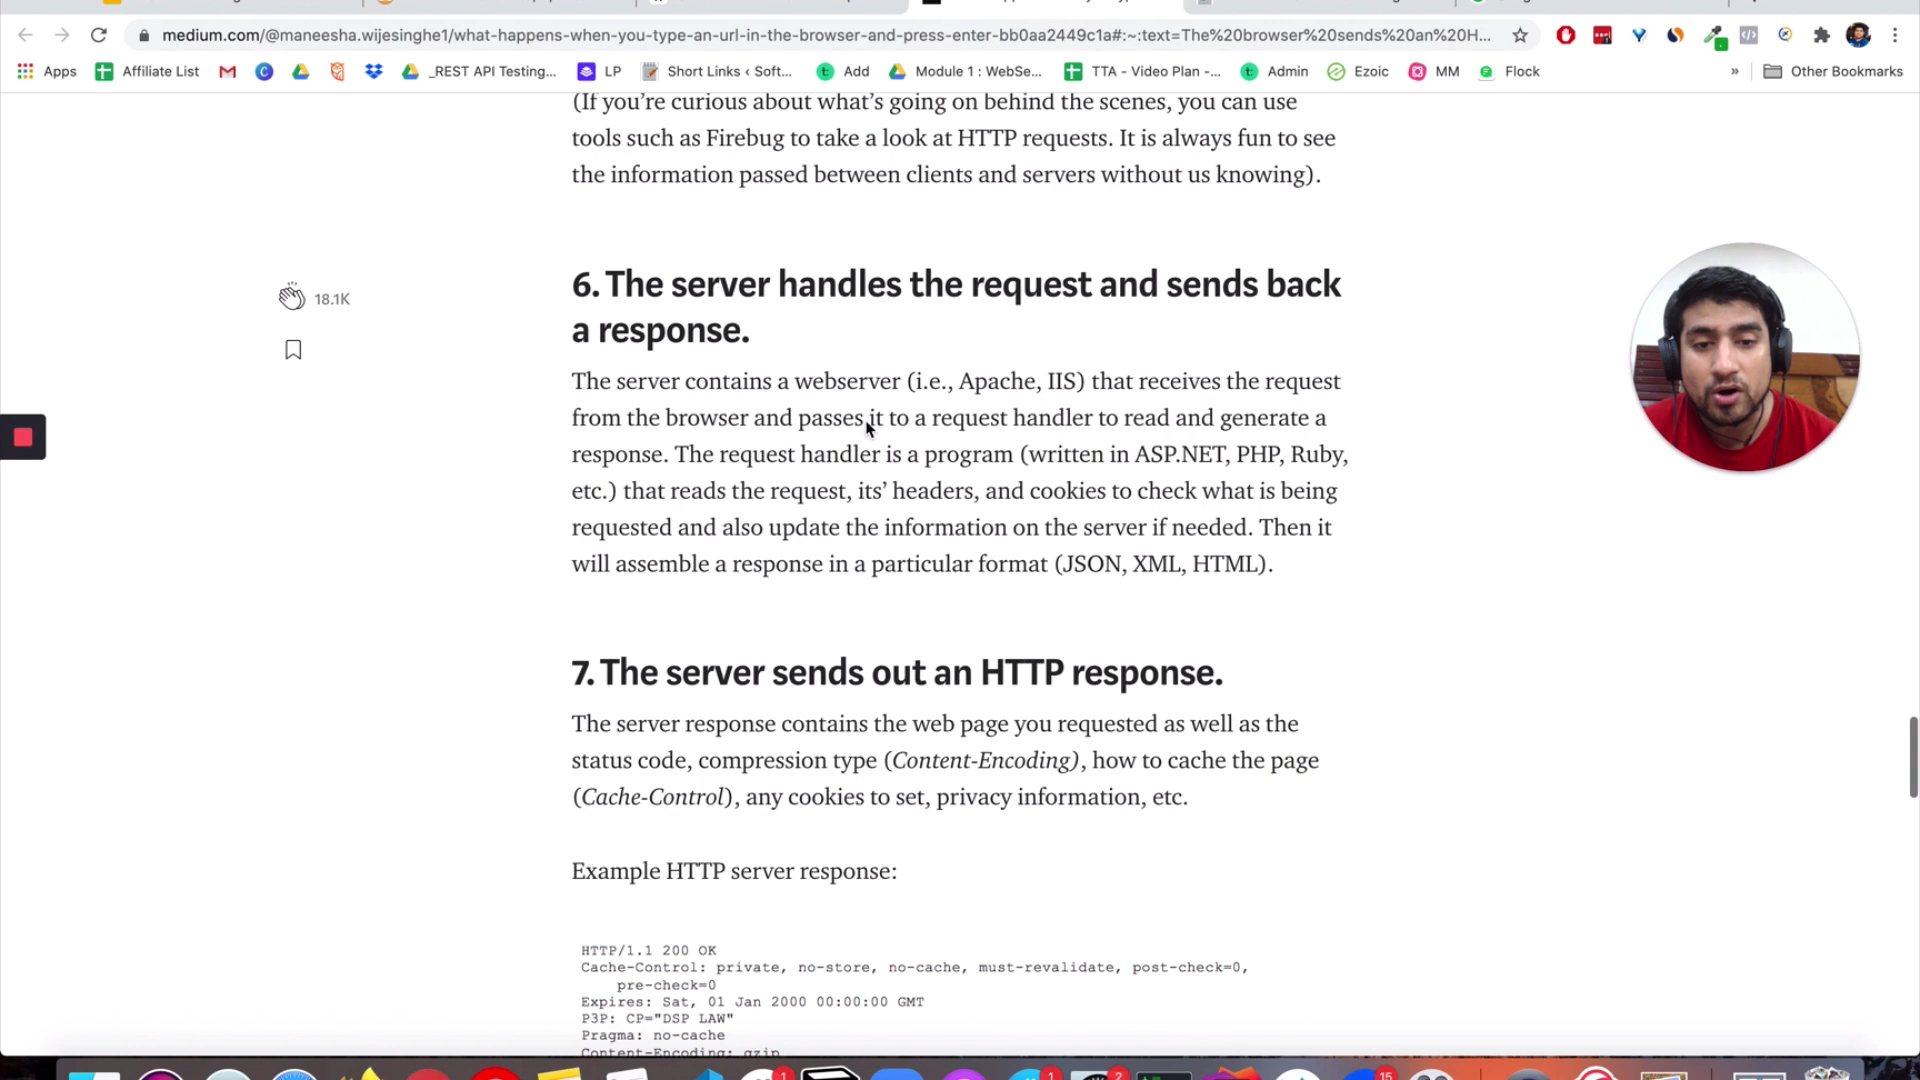 medium.com/@maneesha.wijesinghe1/what-happens-when-you-type-an-url-in-the-browser-and-press-enter-bb0aa2449c1a#:~:text=The%20browser%20sends%20an%20H...
Apps Affiliate List _REST API Testing... LP Short Links ‹ Soft... Add Module 1 : WebSe... TTA - Video Plan -... Admin Ezoic MM Flock » Other Bookmarks
(If you’re curious about what’s going on behind the scenes, you can use
tools such as Firebug to take a look at HTTP requests. It is always fun to see
the information passed between clients and servers without us knowing).
6. The server handles the request and sends back
a response.
18.1K
The server contains a webserver (i.e., Apache, IIS) that receives the request
from the browser and passes it to a request handler to read and generate a
response. The request handler is a program (written in ASP.NET, PHP, Ruby,
etc.) that reads the request, its’ headers, and cookies to check what is being
requested and also update the information on the server if needed. Then it
will assemble a response in a particular format (JSON, XML, HTML).
7. The server sends out an HTTP response.
The server response contains the web page you requested as well as the
status code, compression type (Content-Encoding), how to cache the page
(Cache-Control), any cookies to set, privacy information, etc.
Example HTTP server response:
HTTP/1.1 200 OK
Cache-Control: private, no-store, no-cache, must-revalidate, post-check=0,
pre-check=0
Expires: Sat, 01 Jan 2000 00:00:00 GMT
P3P: CP="DSP LAW"
Pragma: no-cache
Content-Encoding: gzip
1 1 2 15